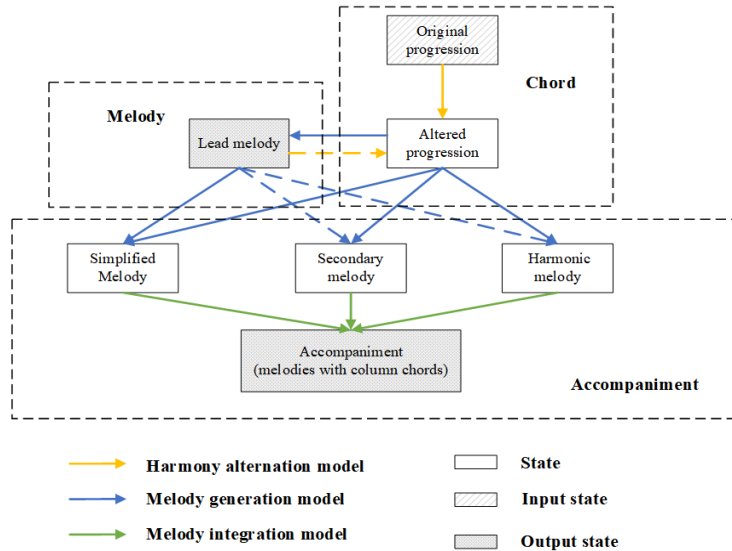 Original
progression
Chord
Melody
Lead melody
Altered
progression
Simplified
Melody
Secondary
melody
Harmonic
melody
Accompaniment
(melodies with column chords)
Accompaniment
Harmony alternation model
State
Melody generation model
Input state
Melody integration model
Output state